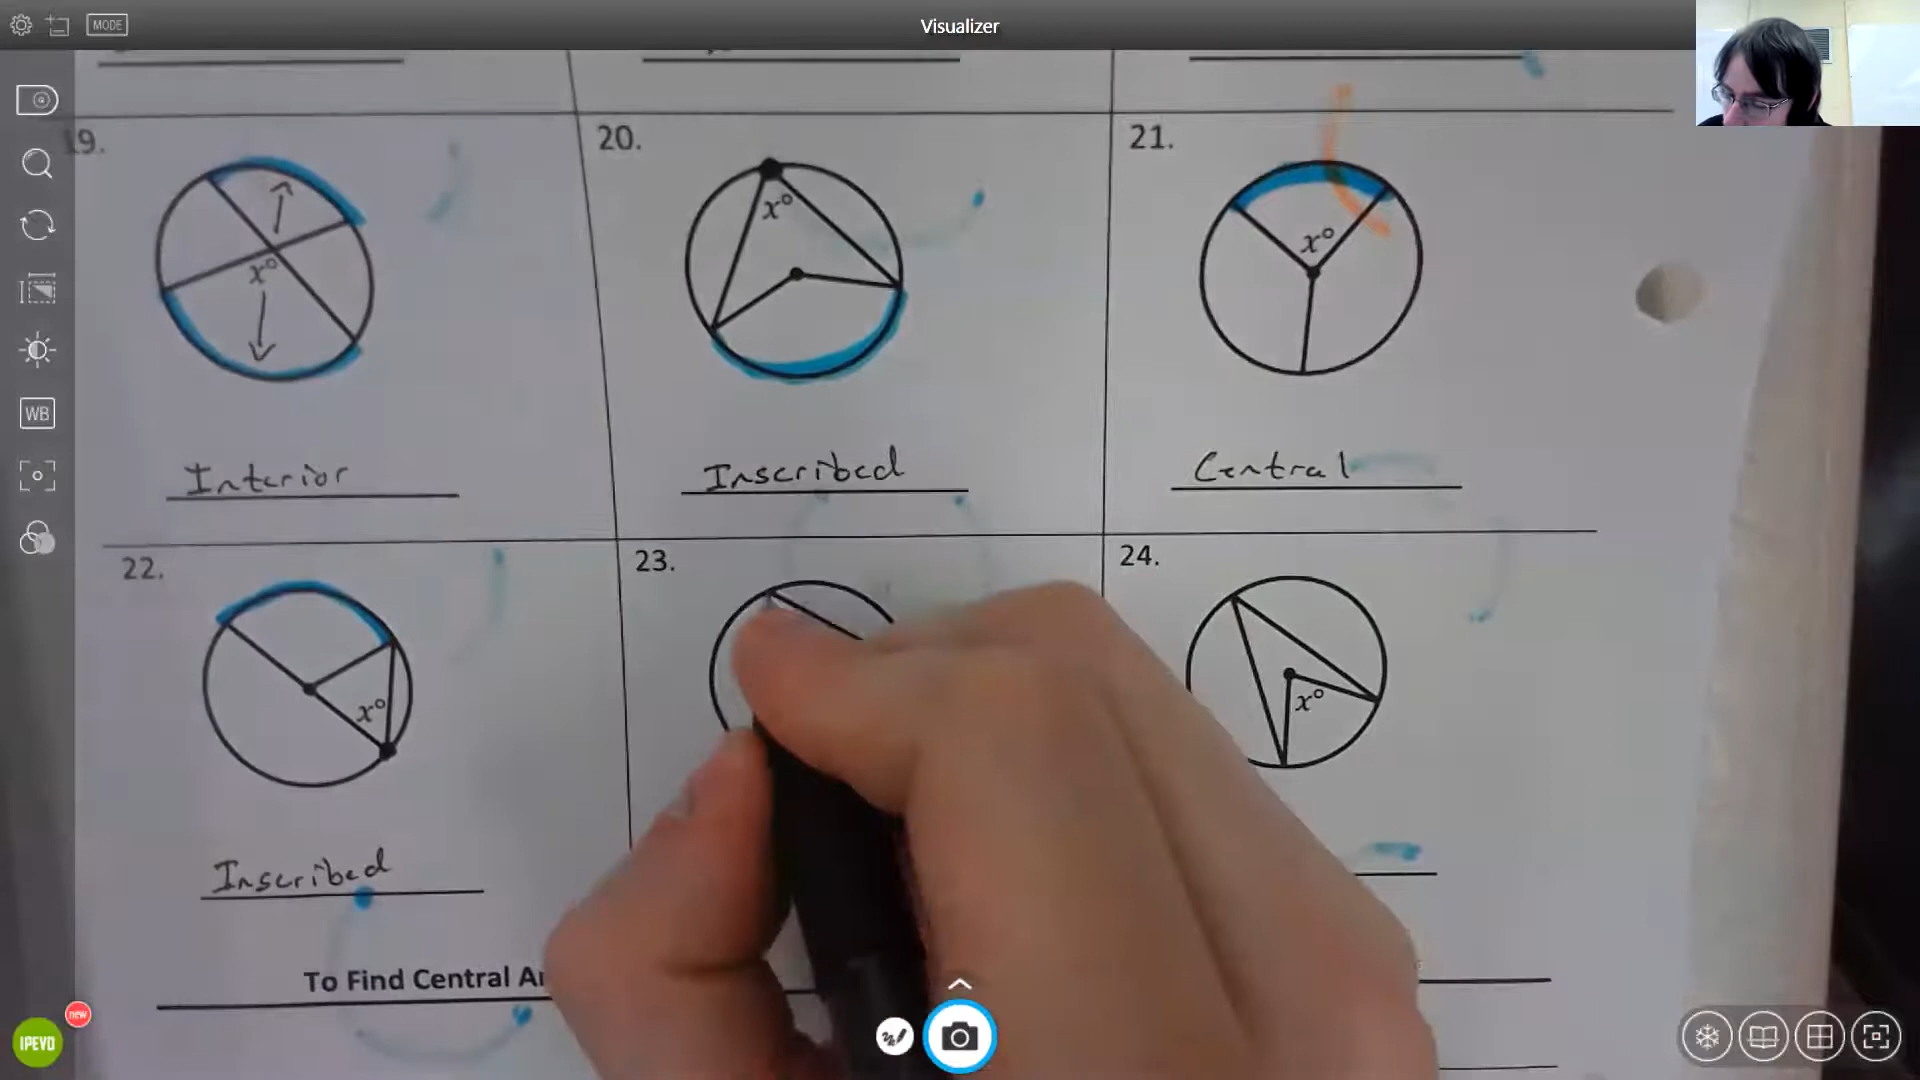 MODE
Visualizer
WB
19.
20.
21.
x°
x°
x°
Interior
Inscribed
Central
22.
23.
24.
x°
x°
Inscribed
To Find Central
new
IPEVO